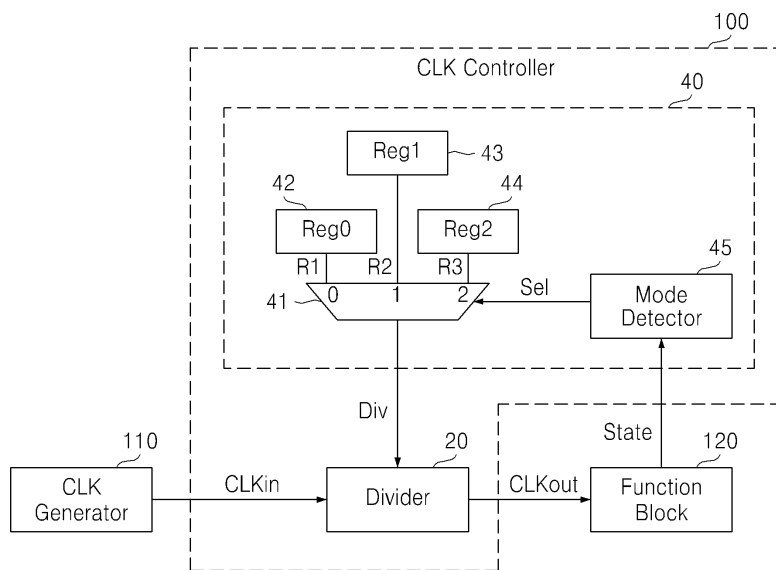 100
CLK Controller
40
Reg1
43
42
44
Reg0
Reg2
R1
R2
R3
45
41
0
1
2
Sel
Mode
Detector
Div
State
110
20
120
CLK
Generator
CLKin
Divider
CLKout
Function
Block